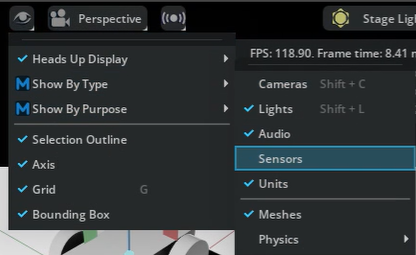 Perspective
Stage Ligh
Heads Up Display
Show By Type
Show By Purpose
Selection Outline
Axis
Grid G
Bounding Box
FPS: 118.90. Frame time: 8.41
Cameras Shift + C
Lights Shift + L
Audio
Sensors
Units
Meshes
Physics